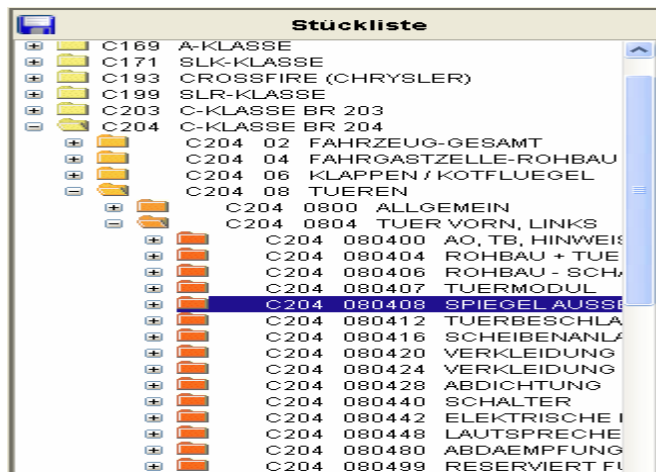 Stückliste
C169 A-KLASSE
C171 SLK-KLASSE
C193 CROSSFIRE (CHRYSLER)
C199 SLR-KLASSE
C203 C-KLASSE BR 203
C204 C-KLASSE BR 204
C204 02 FAHRZEUG-GESAMT
C204 04 FAHRGASTZELLE-ROHBAU
C204 06 KLAPPEN / KOTFLUEGEL
C204 08 TUEREN
C204 0800 ALLGEMEIN
C204 0804 TUER VORN, LINKS
C204 080400 AO, TB, HINWEIS
C204 080404 ROHBAU + TUE
C204 080406 ROHBAU - SCHA
C204 080407 TUERMODUL
C204 080408 SPIEGEL AUSSE
C204 080412 TUERBESCHLA
C204 080416 SCHEIBENANLA
C204 080420 VERKLEIDUNG
C204 080424 VERKLEIDUNG
C204 080428 ABDICHTUNG
C204 080440 SCHALTER
C204 080442 ELEKTRISCHE
C204 080448 LAUTSPRECHE
C204 080480 ABDAEMPFUNG
C204 080499 RESERVIERT FU